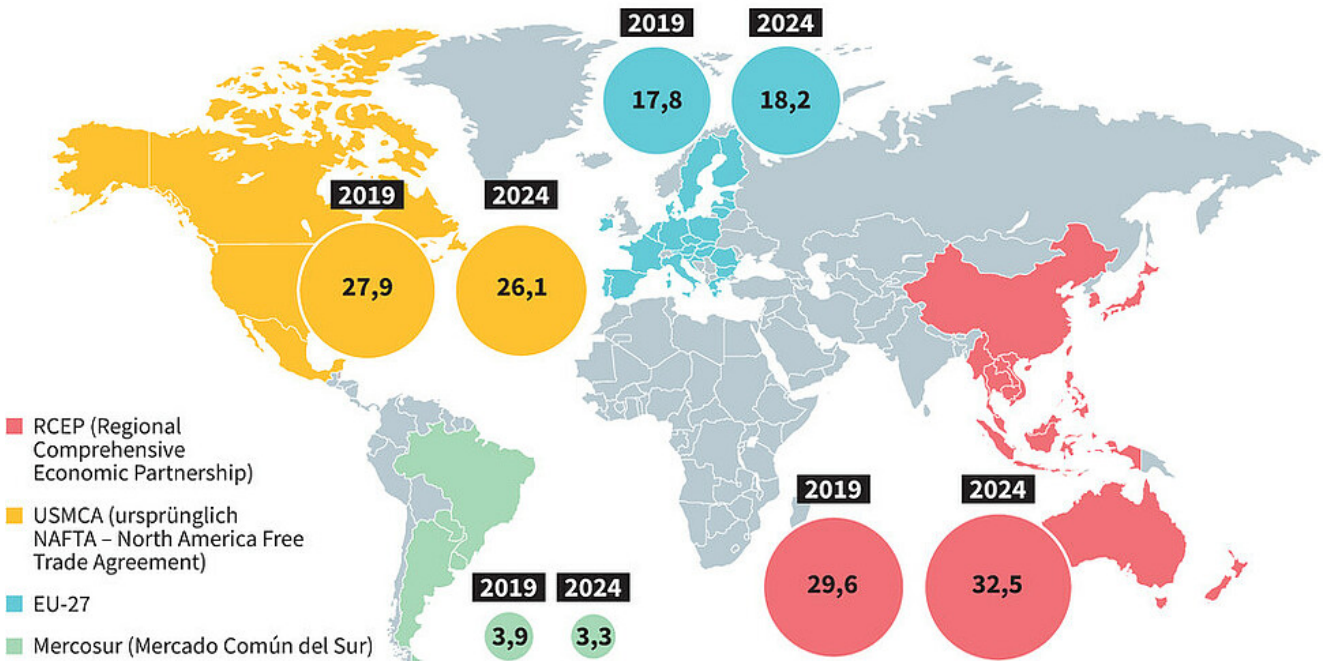 2019
2024
17,8
18,2
2019
2024
27,9
26,1
RCEP (Regional
Comprehensive
Economic Partnership)
USMCA (ursprünglich
NAFTA – North America Free
Trade Agreement)
EU-27
Mercosur (Mercado Común del Sur)
2019
2024
3,9
3,3
2019
2024
29,6
32,5